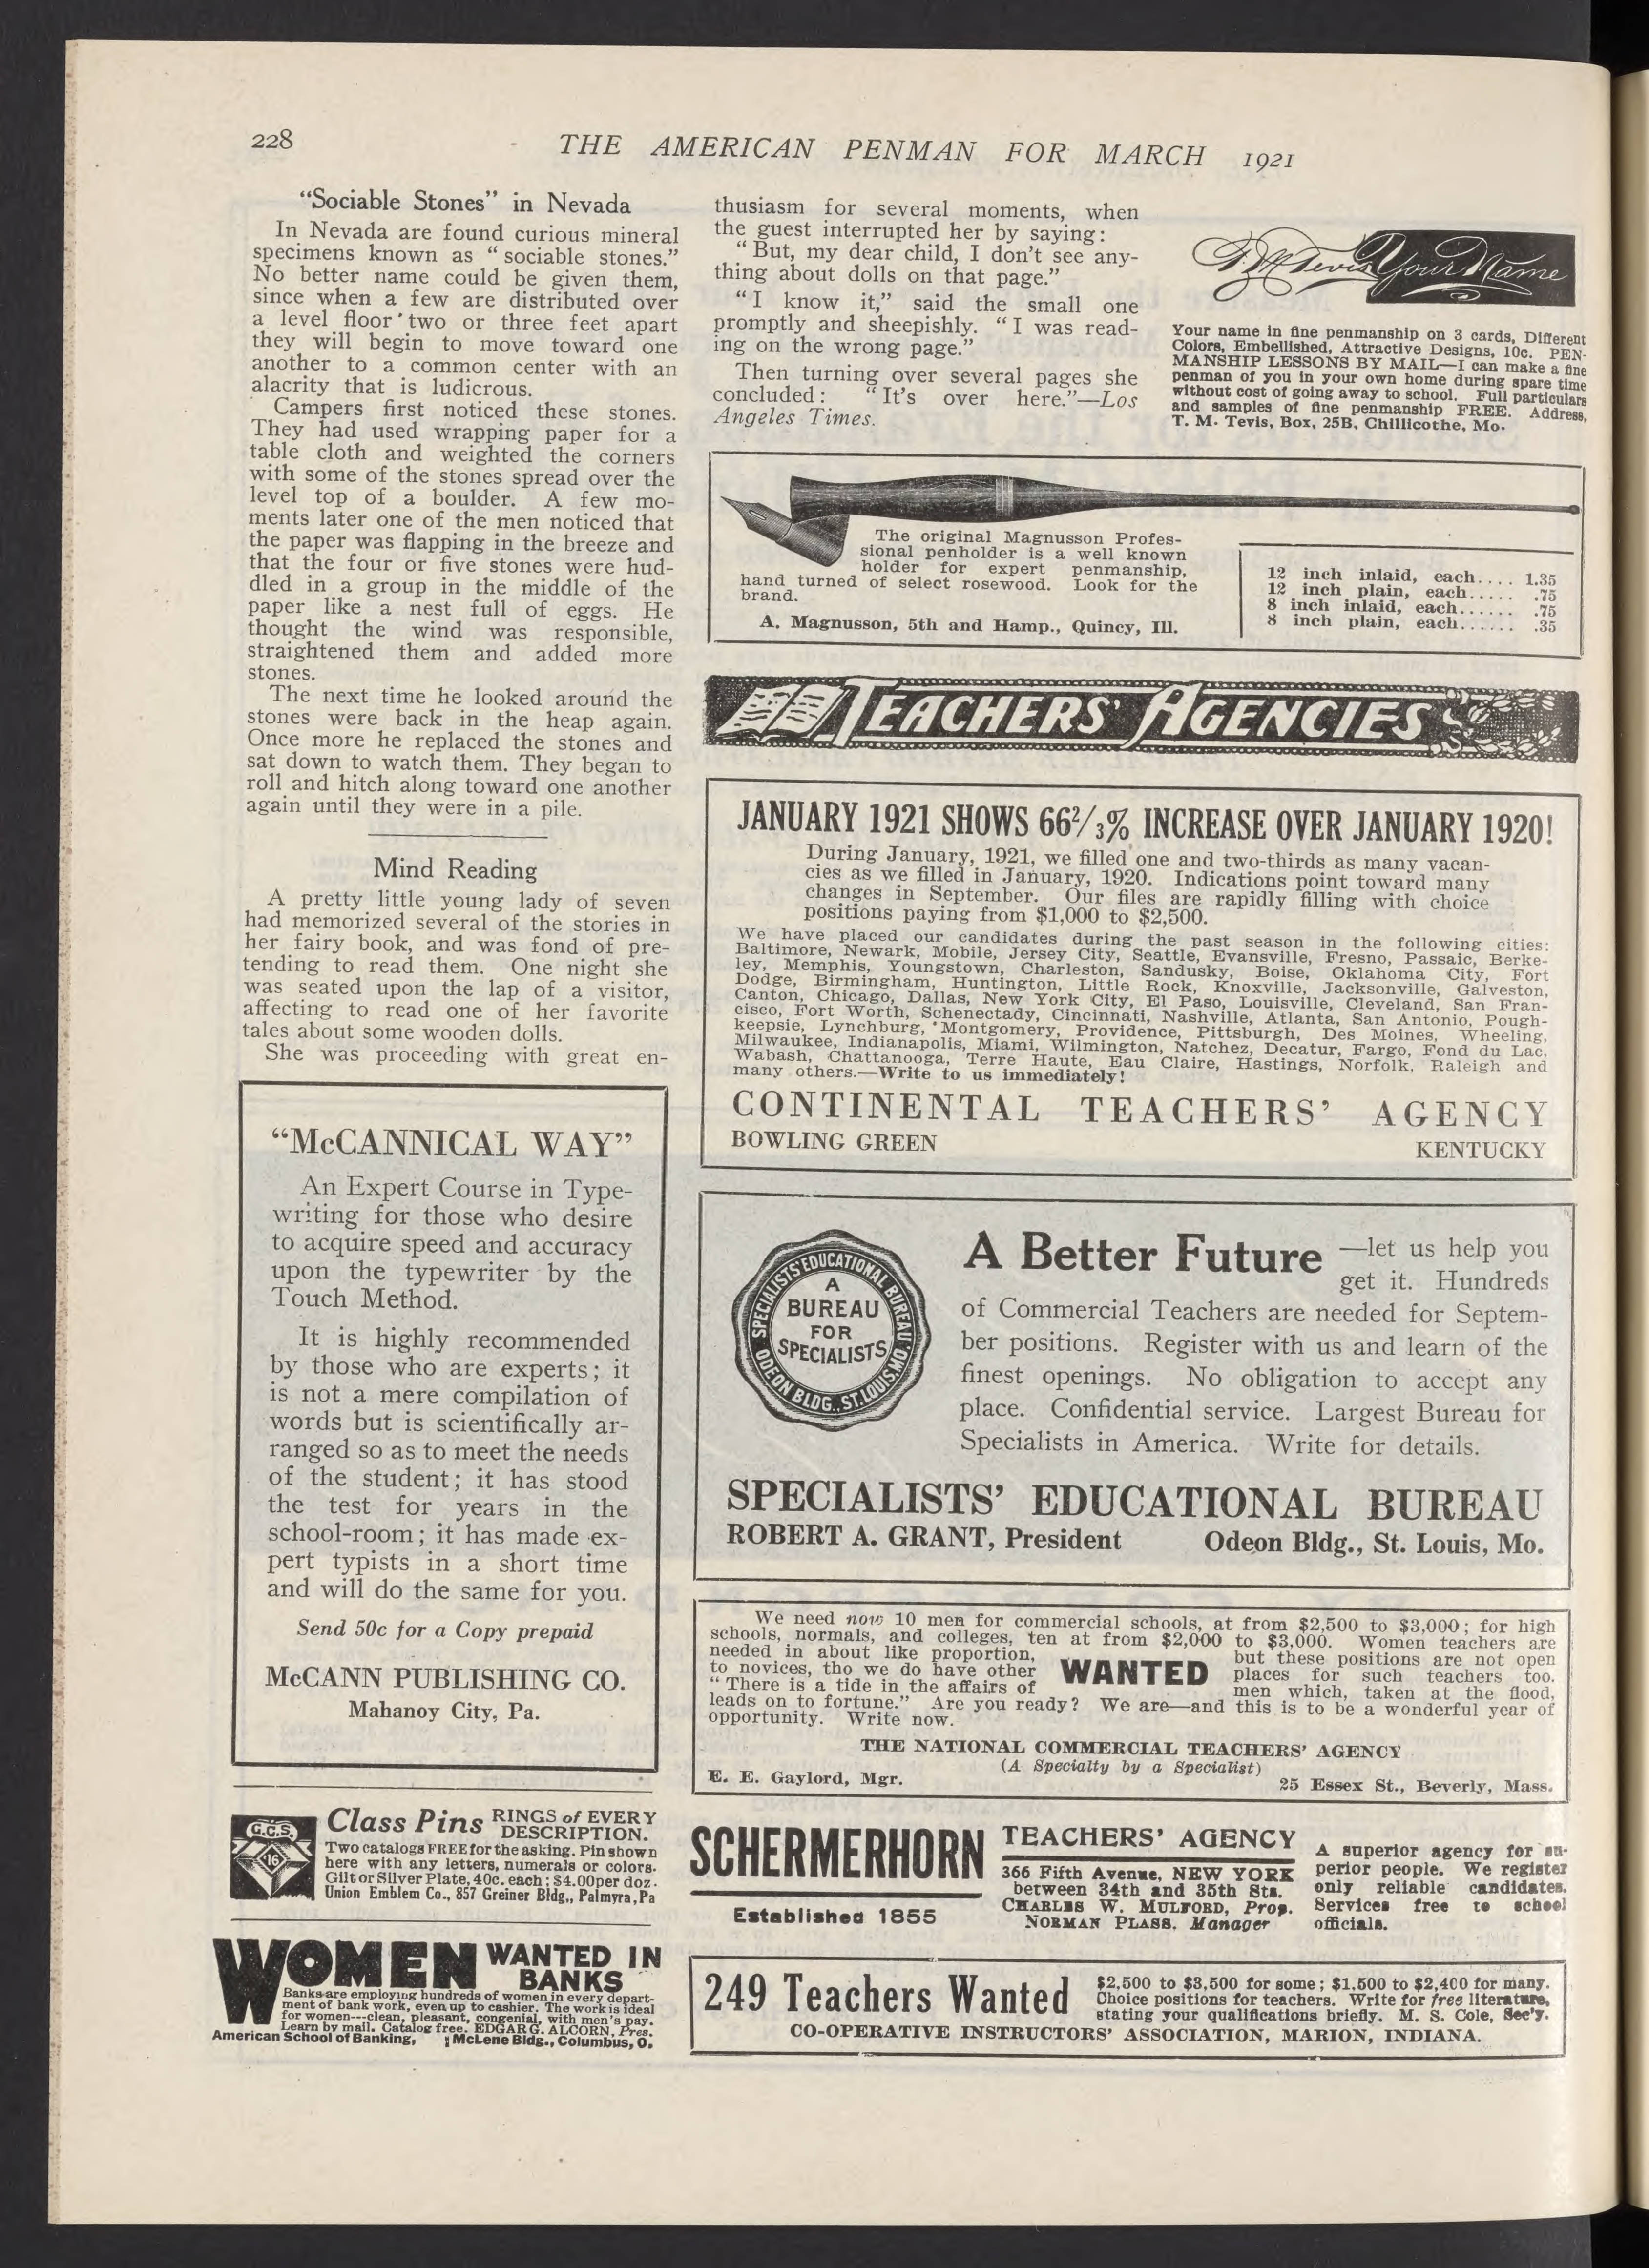 228
THE AMERICAN PENMAN FOR MARCH 1921
“Sociable Stones” in Nevada
In Nevada are found curious mineral
specimens known as “ sociable stones.”
No better name could be given them,
since when a few are distributed over
a level floor two or three feet apart
they will begin to move toward one
another to a common center with an
alacrity that is ludicrous.
Campers first noticed these stones.
They had used wrapping paper for a
table cloth and weighted the corners
with some of the stones spread over the
level top of a boulder. A few mo-
ments later one of the men noticed that
the paper was flapping in the breeze and
that the four or five stones were hud-
dled in a group in the middle of the
paper like a nest full of eggs. He
thought the wind was responsible,
straightened them and added more
stones.
The next time he looked around the
stones were back in the heap again.
Once more he replaced the stones and
sat down to watch them. They began to
roll and hitch along toward one another
again until they were in a pile.
Mind Reading
A pretty little young lady of seven
had memorized several of the stories in
her fairy book, and was fond of pre-
tending to read them. One night she
was seated upon the lap of a visitor,
affecting to read one of her favorite
tales about some wooden dolls.
She was proceeding with great en-
thusiasm for several moments, when
the guest interrupted her by saying:
“ But, my dear child, I don’t see any-
thing about dolls on that page.”
“ I know it,” said the small one
promptly and sheepishly. “ I was read-
ing on the wrong page.”
Then turning over several pages she
concluded: “ It’s over here.”—Los
Angeles Times.
T. M. Tevis Your Name
Your name in fine penmanship on 3 cards, Different
Colors, Embellished, Attractive Designs, 10c. PEN-
MANSHIP LESSONS BY MAIL—I can make a fine
penman of you in your own home during spare time
without cost of going away to school. Full particulars
and samples of fine penmanship FREE. Address,
T. M. Tevis, Box, 25B, Chillicothe, Mo.
The original Magnusson Profes-
sional penholder is a well known
holder for expert penmanship,
hand turned of select rosewood. Look for the
brand.
A. Magnusson, 5th and Hamp., Quincy, Ill.
12 inch inlaid, each.... 1.35
12 inch plain, each..... .75
8 inch inlaid, each...... .75
8 inch plain, each...... .35
TEACHERS’ AGENCIES
JANUARY 1921 SHOWS 66⅔% INCREASE OVER JANUARY 1920!
During January, 1921, we filled one and two-thirds as many vacan-
cies as we filled in January, 1920. Indications point toward many
changes in September. Our files are rapidly filling with choice
positions paying from $1,000 to $2,500.
We have placed our candidates during the past season in the following cities:
Baltimore, Newark, Mobile, Jersey City, Seattle, Evansville, Fresno, Passaic, Berke-
ley, Memphis, Youngstown, Charleston, Sandusky, Boise, Oklahoma City, Fort
Dodge, Birmingham, Huntington, Little Rock, Knoxville, Jacksonville, Galveston,
Canton, Chicago, Dallas, New York City, El Paso, Louisville, Cleveland, San Fran-
cisco, Fort Worth, Schenectady, Cincinnati, Nashville, Atlanta, San Antonio, Pough-
keepsie, Lynchburg, Montgomery, Providence, Pittsburgh, Des Moines, Wheeling,
Milwaukee, Indianapolis, Miami, Wilmington, Natchez, Decatur, Fargo, Fond du Lac,
Wabash, Chattanooga, Terre Haute, Eau Claire, Hastings, Norfolk, Raleigh and
many others.—Write to us immediately!
CONTINENTAL TEACHERS’ AGENCY
BOWLING GREEN KENTUCKY
SPECIALISTS’ EDUCATIONAL BUREAU
A
BUREAU
FOR
SPECIALISTS
ODEON BLDG., ST. LOUIS, MO.
A Better Future —let us help you
get it. Hundreds
of Commercial Teachers are needed for Septem-
ber positions. Register with us and learn of the
finest openings. No obligation to accept any
place. Confidential service. Largest Bureau for
Specialists in America. Write for details.
SPECIALISTS’ EDUCATIONAL BUREAU
ROBERT A. GRANT, President Odeon Bldg., St. Louis, Mo.
We need now 10 men for commercial schools, at from $2,500 to $3,000; for high
schools, normals, and colleges, ten at from $2,000 to $3,000. Women teachers are
needed in about like proportion, but these positions are not open
to novices, tho we do have other WANTED places for such teachers too.
“ There is a tide in the affairs of men which, taken at the flood,
leads on to fortune.” Are you ready? We are—and this is to be a wonderful year of
opportunity. Write now.
THE NATIONAL COMMERCIAL TEACHERS’ AGENCY
(A Specialty by a Specialist)
E. E. Gaylord, Mgr. 25 Essex St., Beverly, Mass.
SCHERMERHORN
Established 1855
TEACHERS’ AGENCY
366 Fifth Avenue, NEW YORK
between 34th and 35th Sts.
CHARLES W. MULFORD, Prop.
NORMAN PLASS, Manager
A superior agency for su-
perior people. We register
only reliable candidates.
Services free to school
officials.
249 Teachers Wanted
$2,500 to $3,500 for some; $1,500 to $2,400 for many.
Choice positions for teachers. Write for free literature,
stating your qualifications briefly. M. S. Cole, Sec’y.
CO-OPERATIVE INSTRUCTORS’ ASSOCIATION, MARION, INDIANA.
“McCANNICAL WAY”
An Expert Course in Type-
writing for those who desire
to acquire speed and accuracy
upon the typewriter by the
Touch Method.
It is highly recommended
by those who are experts; it
is not a mere compilation of
words but is scientifically ar-
ranged so as to meet the needs
of the student; it has stood
the test for years in the
school-room; it has made ex-
pert typists in a short time
and will do the same for you.
Send 50c for a Copy prepaid
McCANN PUBLISHING CO.
Mahanoy City, Pa.
G.C.S.
'16
Class Pins RINGS of EVERY
DESCRIPTION.
Two catalogs FREE for the asking. Pin shown
here with any letters, numerals or colors.
Gilt or Silver Plate, 40c. each; $4.00 per doz.
Union Emblem Co., 857 Greiner Bldg., Palmyra, Pa
WOMEN WANTED IN
BANKS
Banks are employing hundreds of women in every depart-
ment of bank work, even up to cashier. The work is ideal
for women---clean, pleasant, congenial, with men's pay.
Learn by mail. Catalog free. EDGAR G. ALCORN, Pres.
American School of Banking, McLene Bldg., Columbus, O.